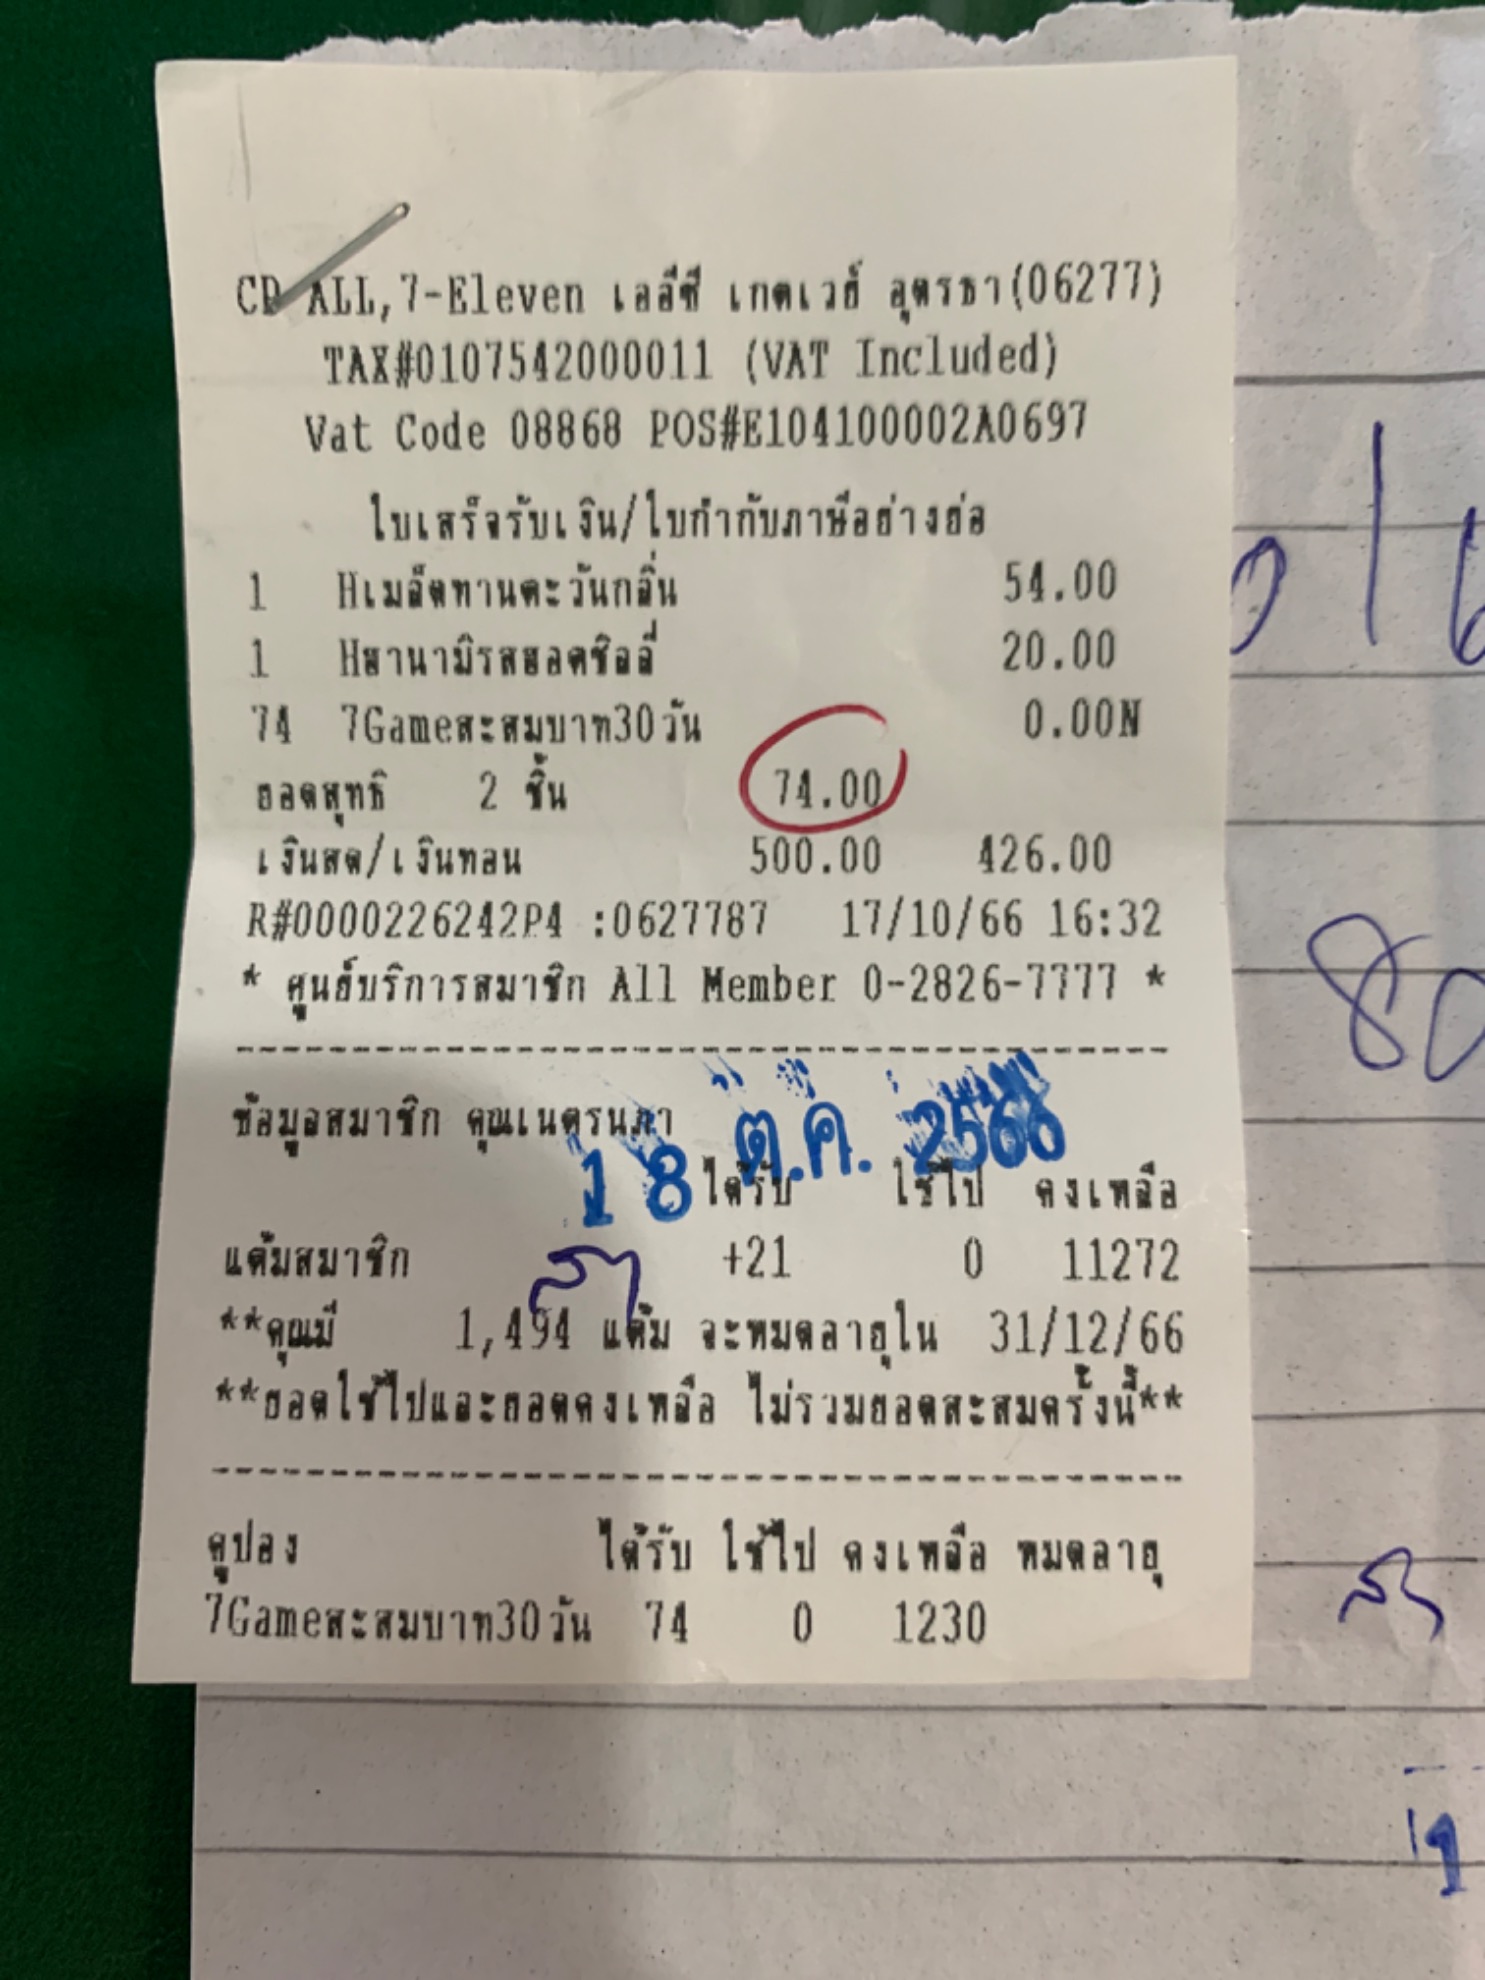 CP ALL,7-Eleven เอสซี เกตเวย์ อุดรธา(06277)
TAX#0107542000011 (VAT Included)
Vat Code 08868 POS#E104100002A0697
ใบเสร็จรับเงิน/ใบกำกับภาษีอย่างย่อ
1 Hเมล็ดทานตะวันกลิ่น 54.00
1 Hฮานามิรสฮอตชิลลี่ 20.00
74 7Gameสะสมบาท30วัน 0.00N
ยอดสุทธิ 2 ชิ้น 74.00
เงินสด/เงินทอน 500.00 426.00
R#0000226242P4 :0627787 17/10/66 16:32
* ศูนย์บริการสมาชิก All Member 0-2826-7777 *
ข้อมูลสมาชิก คุณเนตรนภา
18 ต.ค. 2566
ได้รับ ใช้ไป คงเหลือ
แต้มสมาชิก +21 0 11272
**คุณมี 1,494 แต้ม จะหมดอายุใน 31/12/66
**ยอดใช้ไปและยอดคงเหลือ ไม่รวมยอดสะสมครั้งนี้**
คูปอง ได้รับ ใช้ไป คงเหลือ หมดอายุ
7Gameสะสมบาท30วัน 74 0 1230
80